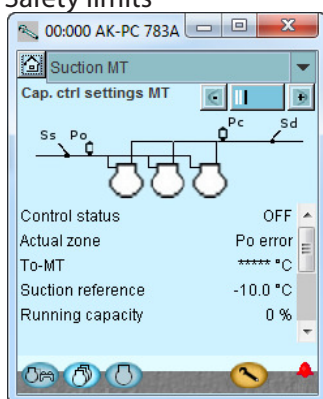 Safety limits
00:000 AK-PC 783A
Suction MT
Cap. ctrl settings MT
Pc Sd
Ss Po
Control status OFF
Actual zone Po error
To-MT ***** °C
Suction reference -10.0 °C
Running capacity 0 %